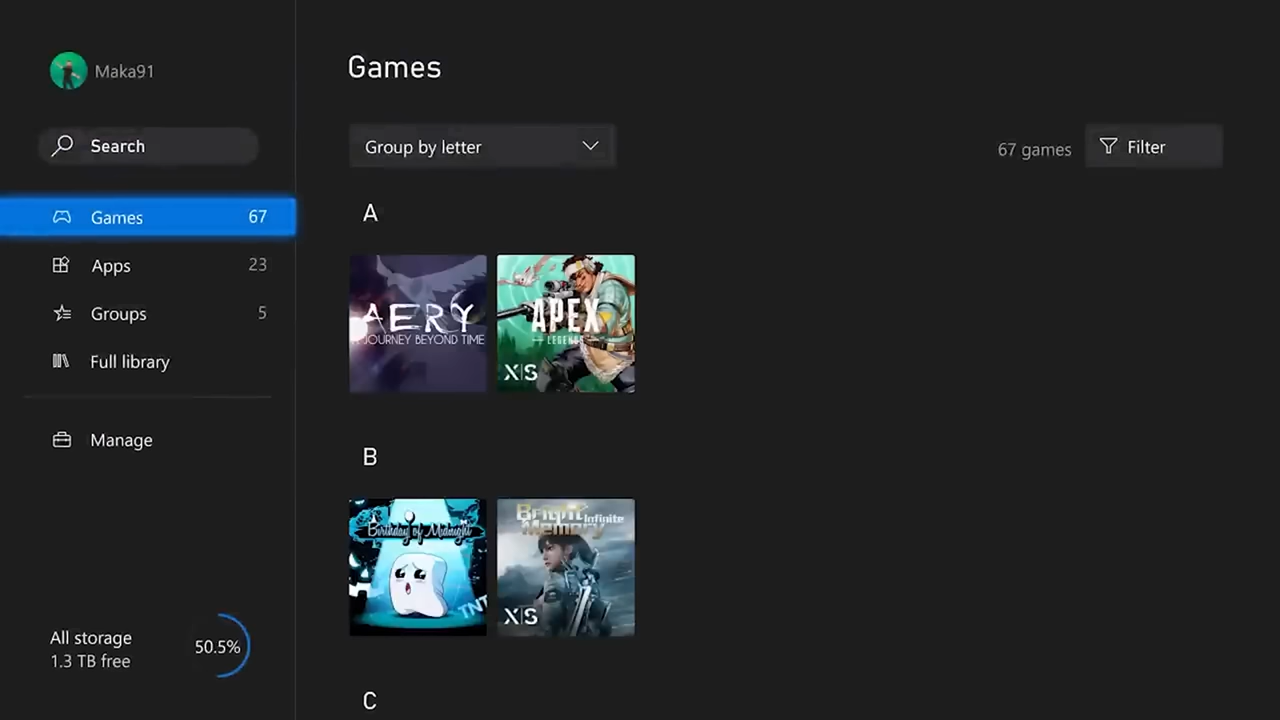 Maka91
Search
Games 67
Apps 23
Groups 5
Full library
Manage
All storage
1.3 TB free
50.5%
Games
Group by letter
67 games
Filter
A
AERY
A JOURNEY BEYOND TIME
APEX
LEGENDS
X|S
B
Birthday of Midnight
TNT
Bright Infinite
Memory
X|S
C